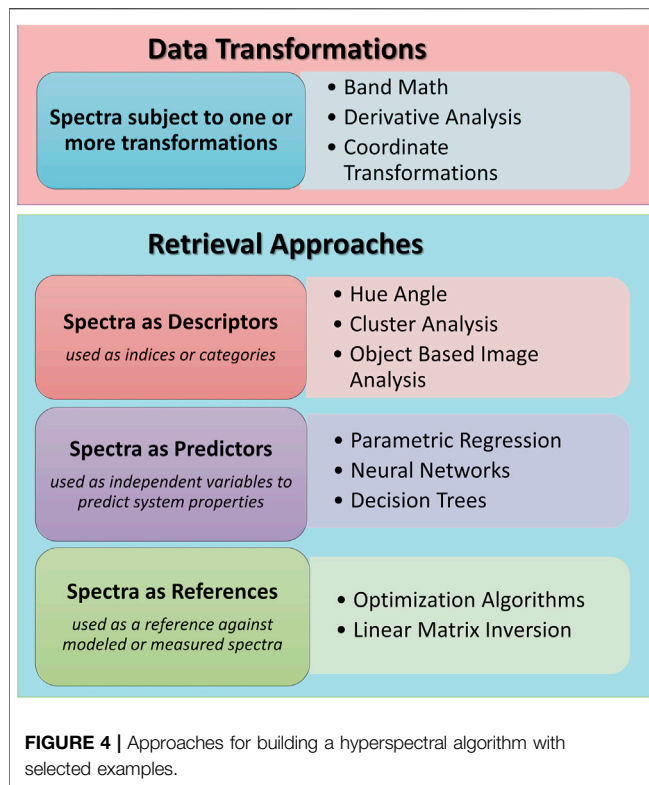 Data Transformations
Spectra subject to one or
more transformations
• Band Math
• Derivative Analysis
• Coordinate
Transformations
Retrieval Approaches
Spectra as Descriptors
used as indices or categories
• Hue Angle
• Cluster Analysis
• Object Based Image
Analysis
Spectra as Predictors
used as independent variables to
predict system properties
• Parametric Regression
• Neural Networks
• Decision Trees
Spectra as References
used as a reference against
modeled or measured spectra
• Optimization Algorithms
• Linear Matrix Inversion
FIGURE 4 | Approaches for building a hyperspectral algorithm with
selected examples.